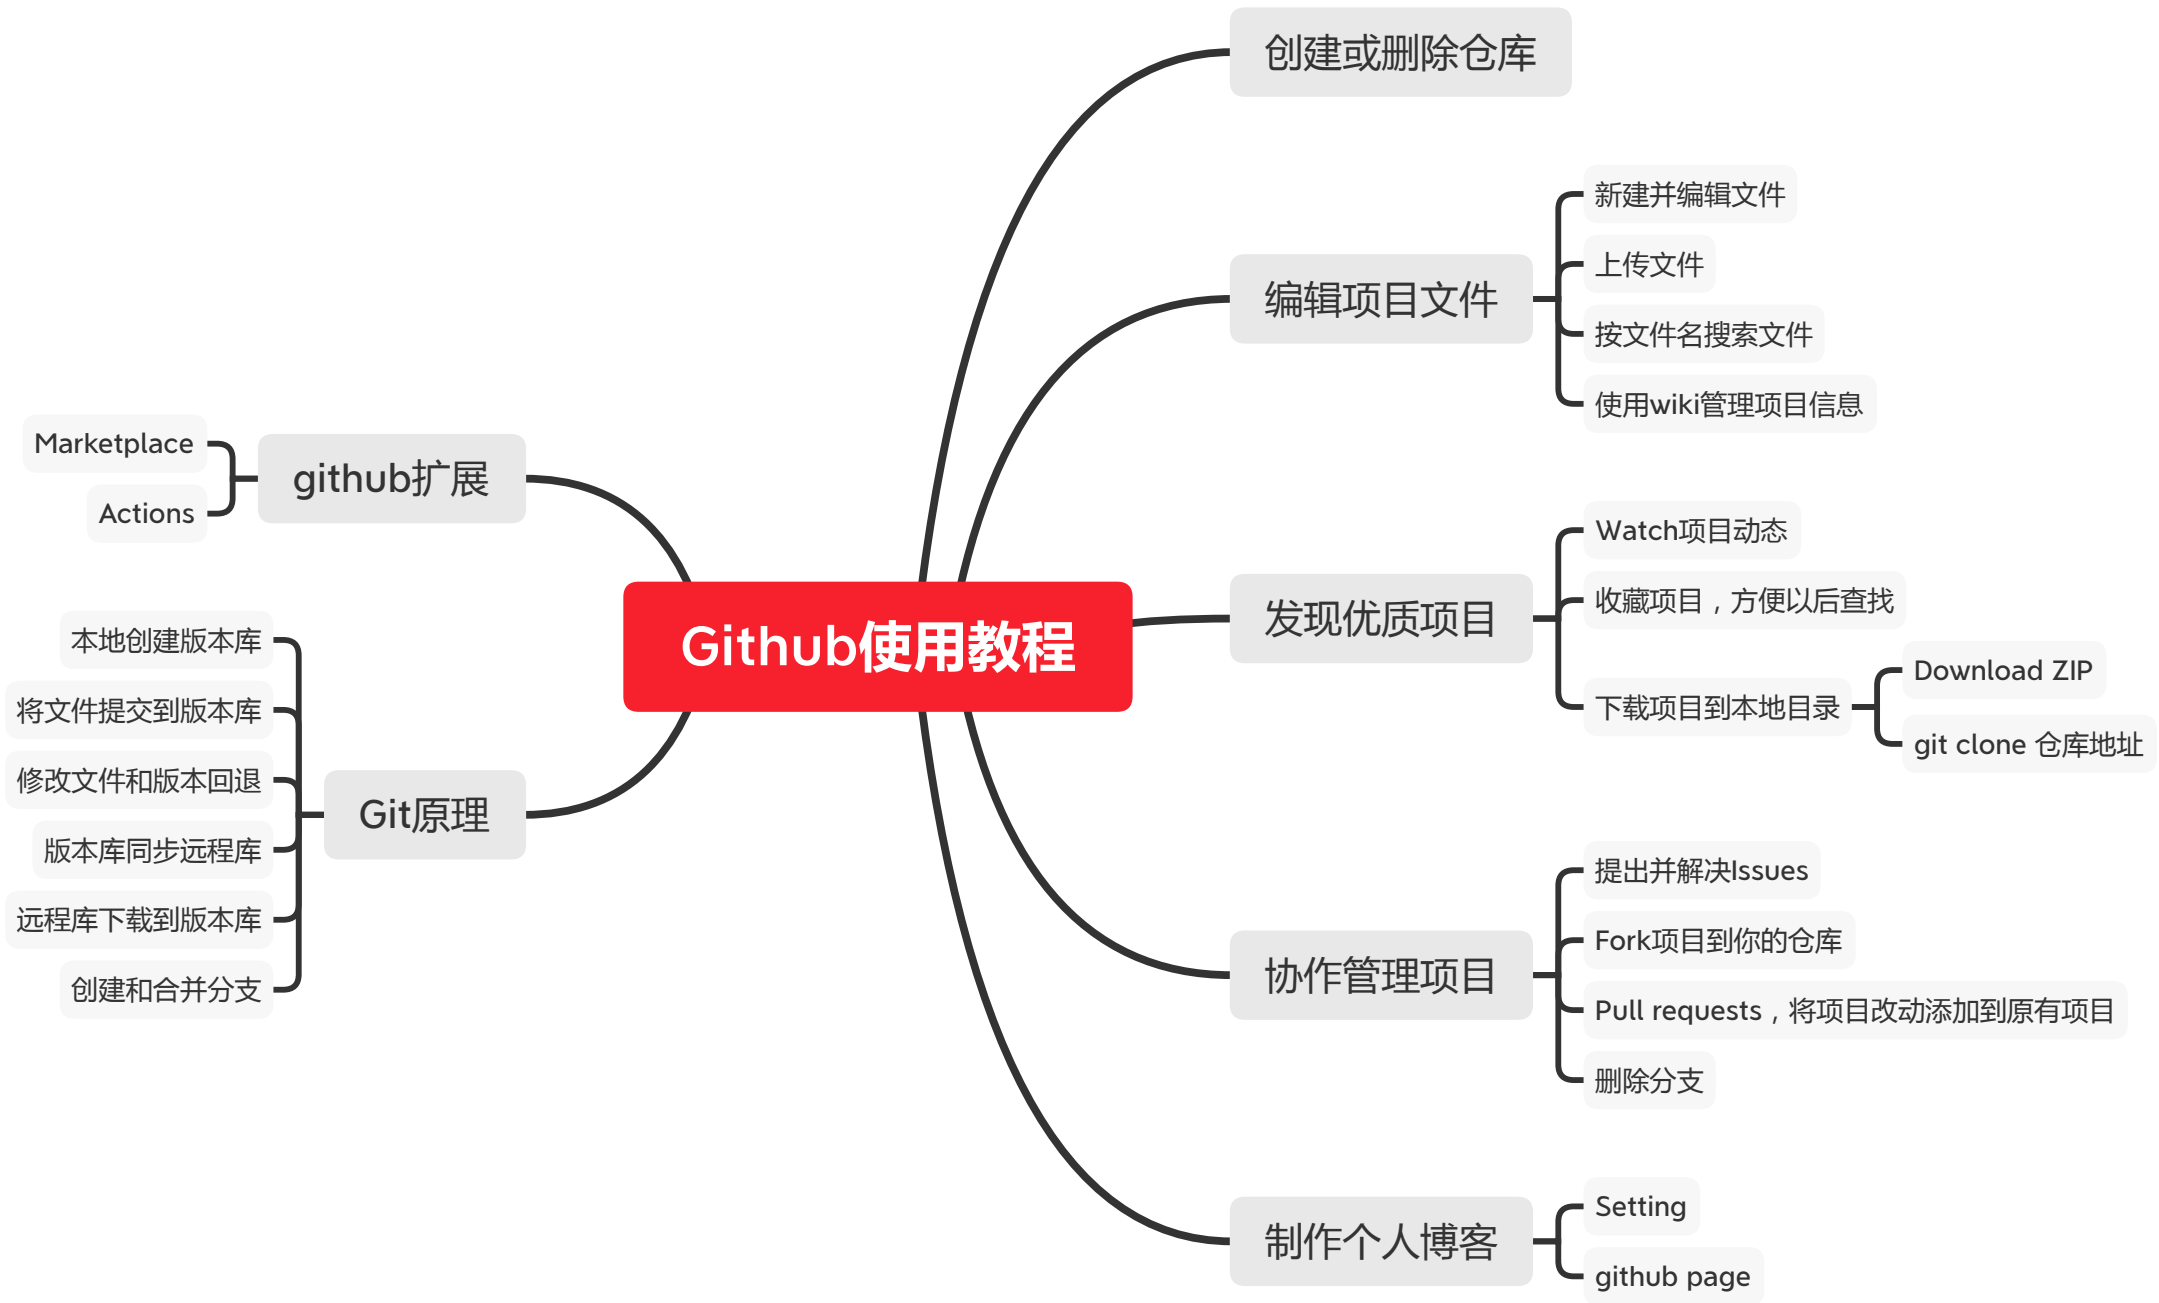 Github使用教程
创建或删除仓库
编辑项目文件
新建并编辑文件
上传文件
按文件名搜索文件
使用wiki管理项目信息
发现优质项目
Watch项目动态
收藏项目，方便以后查找
下载项目到本地目录
Download ZIP
git clone 仓库地址
协作管理项目
提出并解决Issues
Fork项目到你的仓库
Pull requests，将项目改动添加到原有项目
删除分支
制作个人博客
Setting
github page
github扩展
Marketplace
Actions
Git原理
本地创建版本库
将文件提交到版本库
修改文件和版本回退
版本库同步远程库
远程库下载到版本库
创建和合并分支